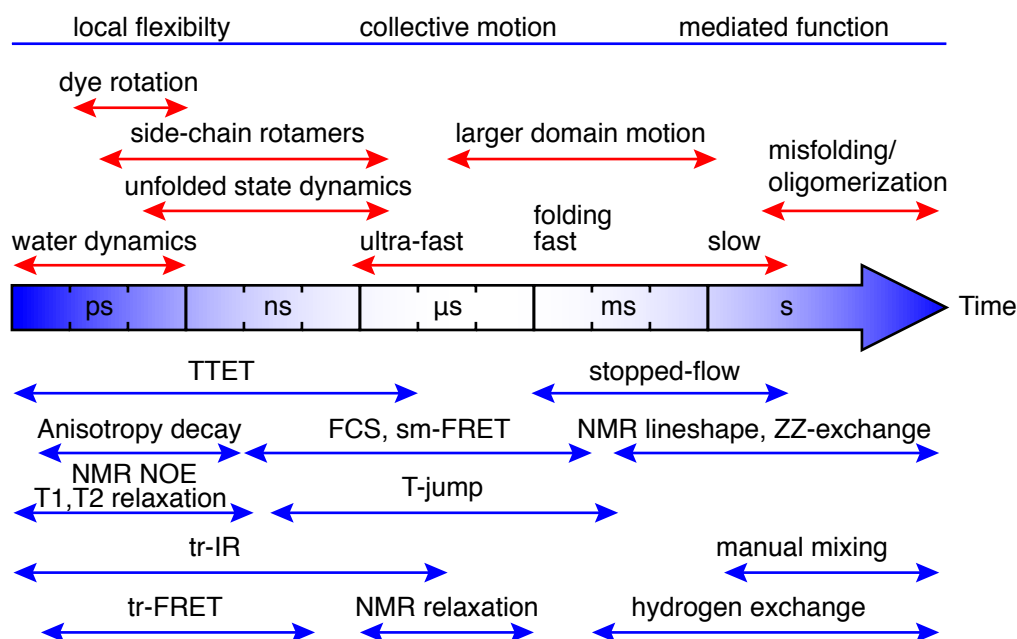 local flexibilty collective motion mediated function
dye rotation
side-chain rotamers larger domain motion
misfolding/
oligomerization
unfolded state dynamics
folding
water dynamics ultra-fast fast slow
ps ns µs ms s Time
TTET stopped-flow
Anisotropy decay FCS, sm-FRET NMR lineshape, ZZ-exchange
NMR NOE
T1,T2 relaxation T-jump
tr-IR manual mixing
tr-FRET NMR relaxation hydrogen exchange